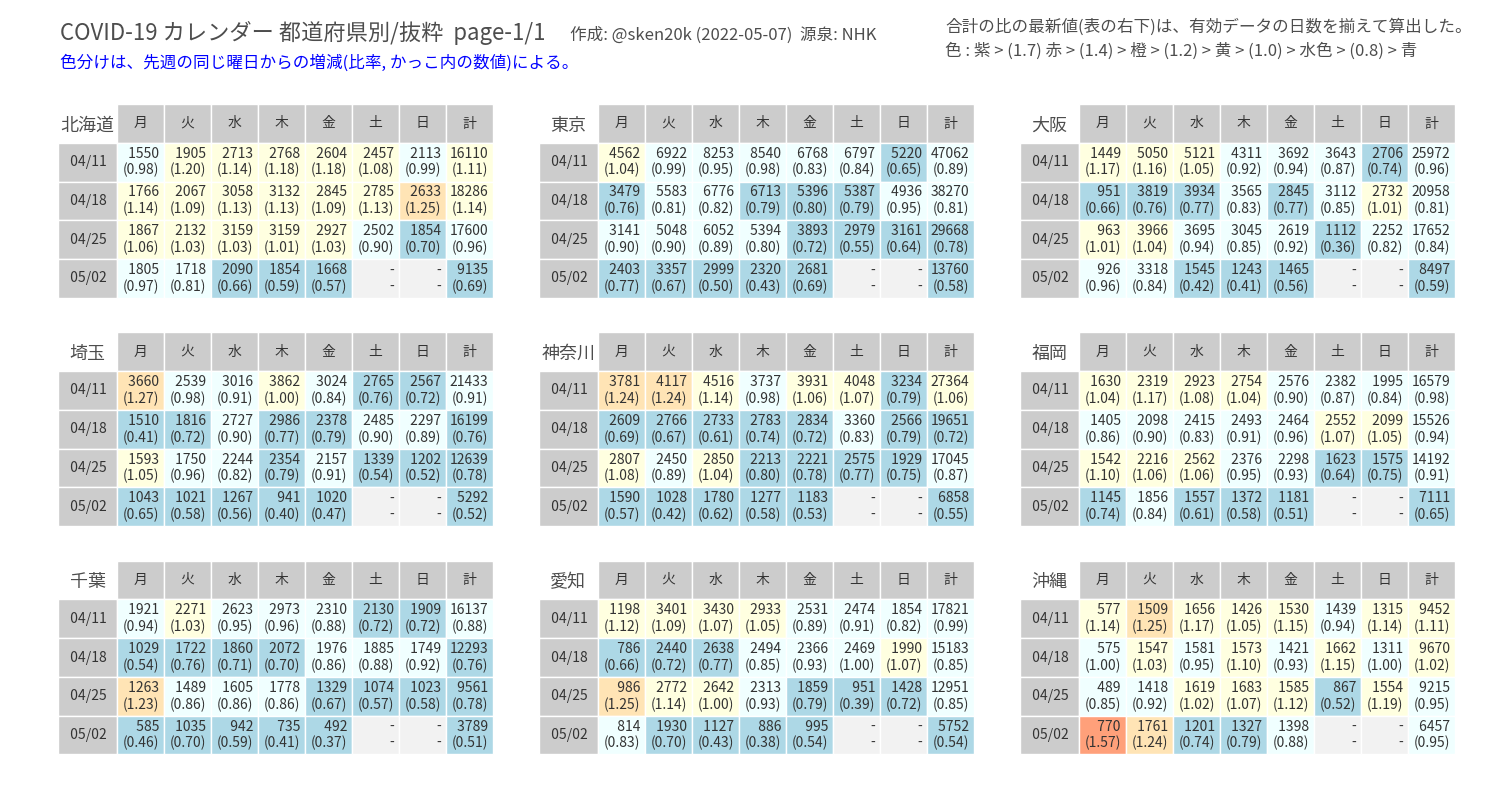 COVID-19 カレンダー 都道府県別/抜粋 page-1/1 作成: @sken20k (2022-05-07) 源泉: NHK
合計の比の最新値(表の右下)は、有効データの日数を揃えて算出した。
色分けは、先週の同じ曜日からの増減(比率, かっこ内の数値)による。
色 : 紫 > (1.7) 赤 > (1.4) > 橙 > (1.2) > 黄 > (1.0) > 水色 > (0.8) > 青
北海道 月 火 水 木 金 土 日 計
04/11 1550 1905 2713 2768 2604 2457 2113 16110
(0.98) (1.20) (1.14) (1.18) (1.18) (1.08) (0.99) (1.11)
04/18 1766 2067 3058 3132 2845 2785 2633 18286
(1.14) (1.09) (1.13) (1.13) (1.09) (1.13) (1.25) (1.14)
04/25 1867 2132 3159 3159 2927 2502 1854 17600
(1.06) (1.03) (1.03) (1.01) (1.03) (0.90) (0.70) (0.96)
05/02 1805 1718 2090 1854 1668 - - 9135
(0.97) (0.81) (0.66) (0.59) (0.57) - - (0.69)
東京 月 火 水 木 金 土 日 計
04/11 4562 6922 8253 8540 6768 6797 5220 47062
(1.04) (0.99) (0.95) (0.98) (0.83) (0.84) (0.65) (0.89)
04/18 3479 5583 6776 6713 5396 5387 4936 38270
(0.76) (0.81) (0.82) (0.79) (0.80) (0.79) (0.95) (0.81)
04/25 3141 5048 6052 5394 3893 2979 3161 29668
(0.90) (0.90) (0.89) (0.80) (0.72) (0.55) (0.64) (0.78)
05/02 2403 3357 2999 2320 2681 - - 13760
(0.77) (0.67) (0.50) (0.43) (0.69) - - (0.58)
大阪 月 火 水 木 金 土 日 計
04/11 1449 5050 5121 4311 3692 3643 2706 25972
(1.17) (1.16) (1.05) (0.92) (0.94) (0.87) (0.74) (0.96)
04/18 951 3819 3934 3565 2845 3112 2732 20958
(0.66) (0.76) (0.77) (0.83) (0.77) (0.85) (1.01) (0.81)
04/25 963 3966 3695 3045 2619 1112 2252 17652
(1.01) (1.04) (0.94) (0.85) (0.92) (0.36) (0.82) (0.84)
05/02 926 3318 1545 1243 1465 - - 8497
(0.96) (0.84) (0.42) (0.41) (0.56) - - (0.59)
埼玉 月 火 水 木 金 土 日 計
04/11 3660 2539 3016 3862 3024 2765 2567 21433
(1.27) (0.98) (0.91) (1.00) (0.84) (0.76) (0.72) (0.91)
04/18 1510 1816 2727 2986 2378 2485 2297 16199
(0.41) (0.72) (0.90) (0.77) (0.79) (0.90) (0.89) (0.76)
04/25 1593 1750 2244 2354 2157 1339 1202 12639
(1.05) (0.96) (0.82) (0.79) (0.91) (0.54) (0.52) (0.78)
05/02 1043 1021 1267 941 1020 - - 5292
(0.65) (0.58) (0.56) (0.40) (0.47) - - (0.52)
神奈川 月 火 水 木 金 土 日 計
04/11 3781 4117 4516 3737 3931 4048 3234 27364
(1.24) (1.24) (1.14) (0.98) (1.06) (1.07) (0.79) (1.06)
04/18 2609 2766 2733 2783 2834 3360 2566 19651
(0.69) (0.67) (0.61) (0.74) (0.72) (0.83) (0.79) (0.72)
04/25 2807 2450 2850 2213 2221 2575 1929 17045
(1.08) (0.89) (1.04) (0.80) (0.78) (0.77) (0.75) (0.87)
05/02 1590 1028 1780 1277 1183 - - 6858
(0.57) (0.42) (0.62) (0.58) (0.53) - - (0.55)
福岡 月 火 水 木 金 土 日 計
04/11 1630 2319 2923 2754 2576 2382 1995 16579
(1.04) (1.17) (1.08) (1.04) (0.90) (0.87) (0.84) (0.98)
04/18 1405 2098 2415 2493 2464 2552 2099 15526
(0.86) (0.90) (0.83) (0.91) (0.96) (1.07) (1.05) (0.94)
04/25 1542 2216 2562 2376 2298 1623 1575 14192
(1.10) (1.06) (1.06) (0.95) (0.93) (0.64) (0.75) (0.91)
05/02 1145 1856 1557 1372 1181 - - 7111
(0.74) (0.84) (0.61) (0.58) (0.51) - - (0.65)
千葉 月 火 水 木 金 土 日 計
04/11 1921 2271 2623 2973 2310 2130 1909 16137
(0.94) (1.03) (0.95) (0.96) (0.88) (0.72) (0.72) (0.88)
04/18 1029 1722 1860 2072 1976 1885 1749 12293
(0.54) (0.76) (0.71) (0.70) (0.86) (0.88) (0.92) (0.76)
04/25 1263 1489 1605 1778 1329 1074 1023 9561
(1.23) (0.86) (0.86) (0.86) (0.67) (0.57) (0.58) (0.78)
05/02 585 1035 942 735 492 - - 3789
(0.46) (0.70) (0.59) (0.41) (0.37) - - (0.51)
愛知 月 火 水 木 金 土 日 計
04/11 1198 3401 3430 2933 2531 2474 1854 17821
(1.12) (1.09) (1.07) (1.05) (0.89) (0.91) (0.82) (0.99)
04/18 786 2440 2638 2494 2366 2469 1990 15183
(0.66) (0.72) (0.77) (0.85) (0.93) (1.00) (1.07) (0.85)
04/25 986 2772 2642 2313 1859 951 1428 12951
(1.25) (1.14) (1.00) (0.93) (0.79) (0.39) (0.72) (0.85)
05/02 814 1930 1127 886 995 - - 5752
(0.83) (0.70) (0.43) (0.38) (0.54) - - (0.54)
沖縄 月 火 水 木 金 土 日 計
04/11 577 1509 1656 1426 1530 1439 1315 9452
(1.14) (1.25) (1.17) (1.05) (1.15) (0.94) (1.14) (1.11)
04/18 575 1547 1581 1573 1421 1662 1311 9670
(1.00) (1.03) (0.95) (1.10) (0.93) (1.15) (1.00) (1.02)
04/25 489 1418 1619 1683 1585 867 1554 9215
(0.85) (0.92) (1.02) (1.07) (1.12) (0.52) (1.19) (0.95)
05/02 770 1761 1201 1327 1398 - - 6457
(1.57) (1.24) (0.74) (0.79) (0.88) - - (0.95)